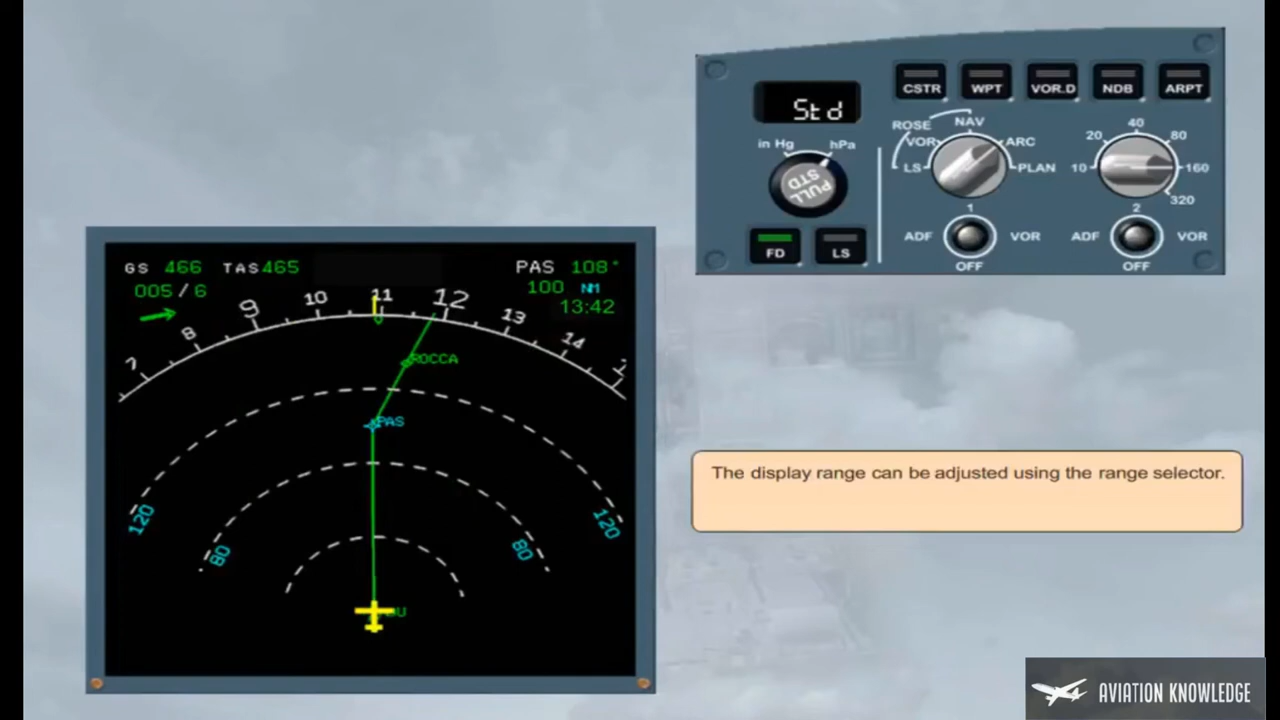 Std
CSTR WPT VOR.D NDB ARPT
in Hg hPa
PULL STD
ROSE NAV
VOR ARC
LS PLAN
10 20 40 80 160 320
1 2
ADF VOR ADF VOR
OFF OFF
FD LS
GS 466 TAS465 PAS 108°
005 / 6 100 NM
13:42
7 8 9 10 11 12 13 14
ROCCA
PAS
120 120
80 80
The display range can be adjusted using the range selector.
AVIATION KNOWLEDGE